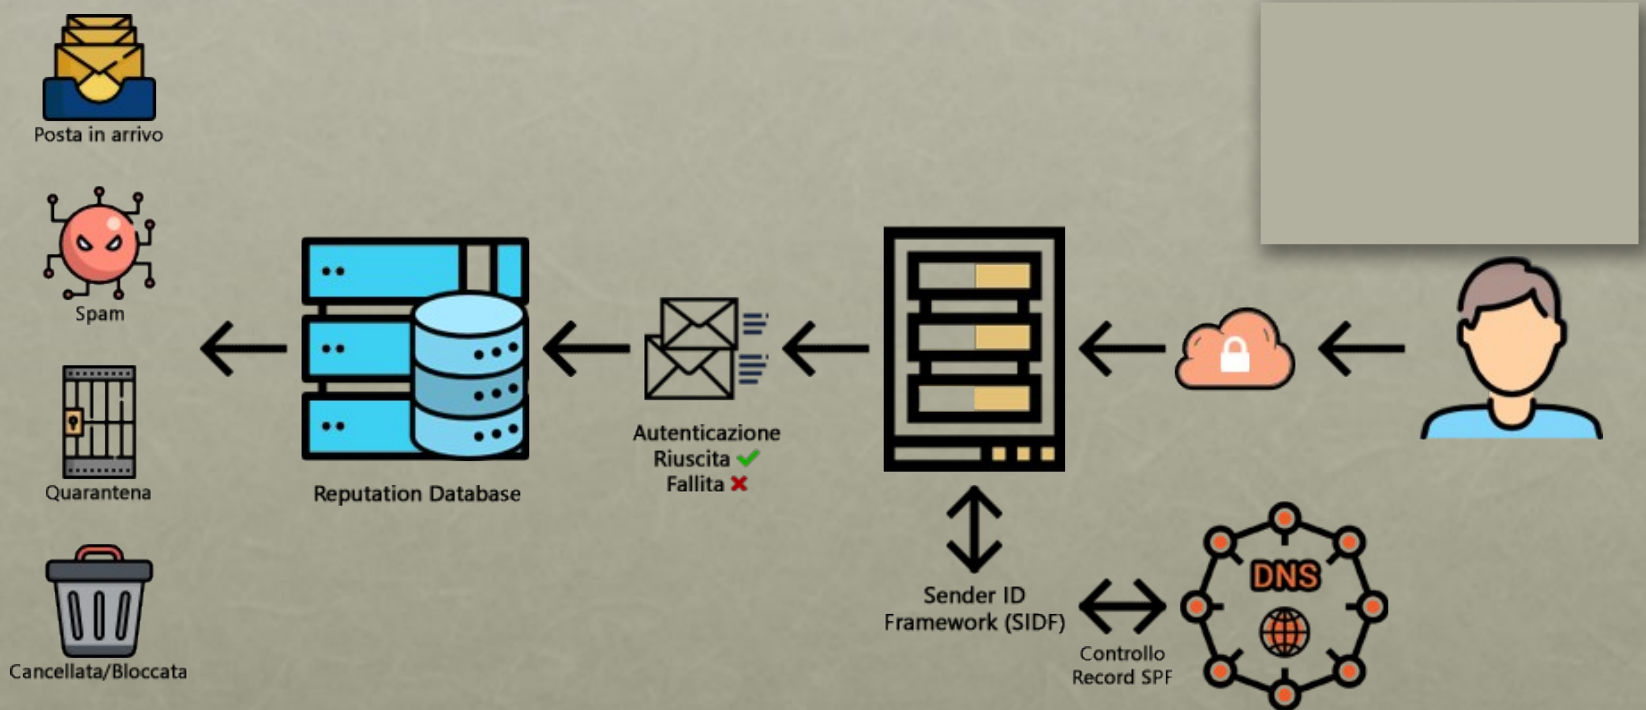 Posta in arrivo
Spam
Quarantena
Cancellata/Bloccata
Reputation Database
Autenticazione
Riuscita ✓
Fallita ✗
Sender ID
Framework (SIDF)
Controllo
Record SPF
DNS